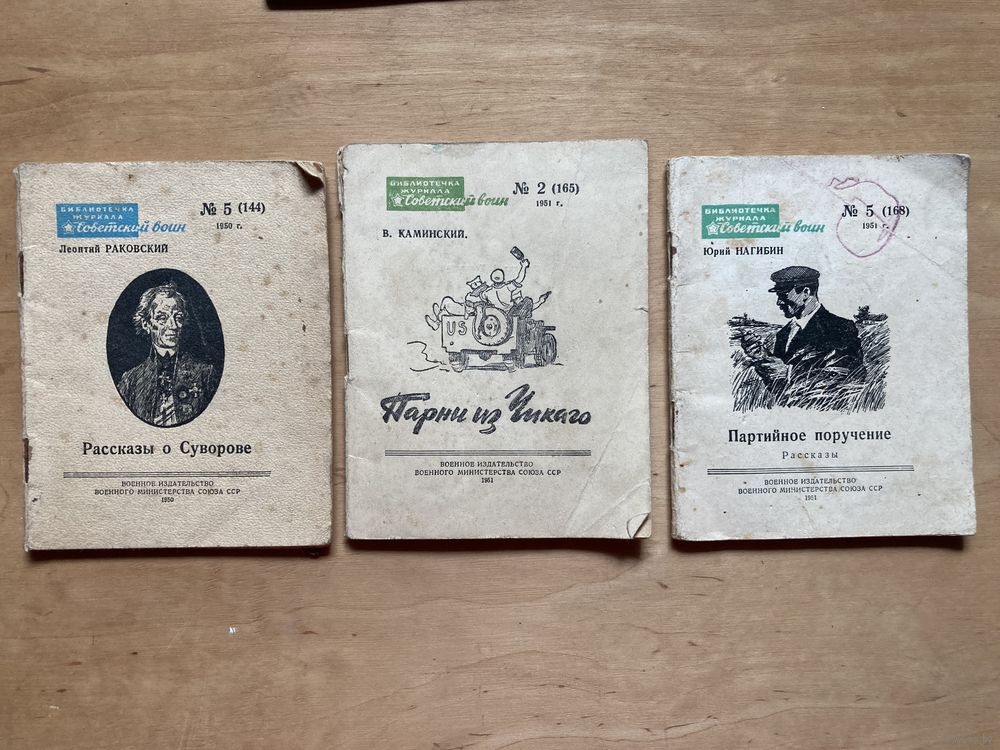 БИБЛИОТЕЧКА
ЖУРНАЛА
Советский воин
№ 5 (144)
1950 г.
Леонтий РАКОВСКИЙ
Рассказы о Суворове
ВОЕННОЕ ИЗДАТЕЛЬСТВО
ВОЕННОГО МИНИСТЕРСТВА СОЮЗА ССР
1950
БИБЛИОТЕЧКА
ЖУРНАЛА
Советский воин
№ 2 (165)
1951 г.
В. КАМИНСКИЙ.
US
Парни из Чикаго
ВОЕННОЕ ИЗДАТЕЛЬСТВО
ВОЕННОГО МИНИСТЕРСТВА СОЮЗА ССР
1951
БИБЛИОТЕЧКА
ЖУРНАЛА
Советский воин
№ 5 (168)
1951 г.
Юрий НАГИБИН
Партийное поручение
Рассказы
ВОЕННОЕ ИЗДАТЕЛЬСТВО
ВОЕННОГО МИНИСТЕРСТВА СОЮЗА ССР
1951